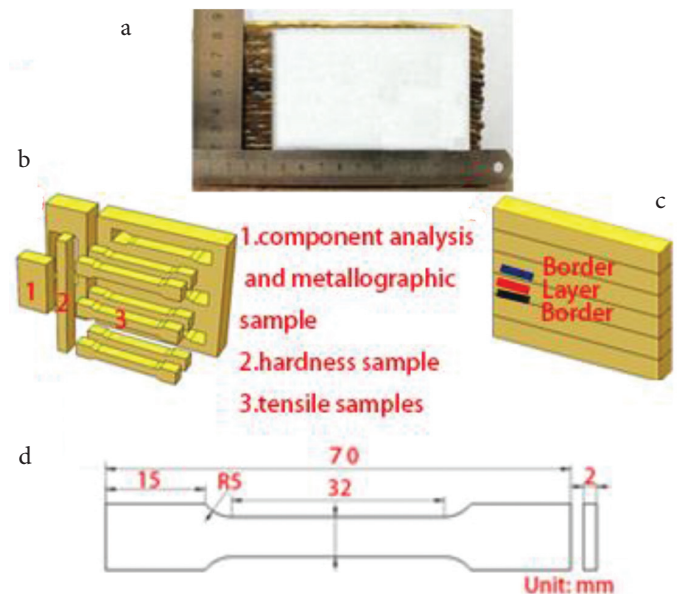 a
b
c
1
2
3
1.component analysis
and metallographic
sample
2.hardness sample
3.tensile samples
Border
Layer
Border
d
70
15
R5
32
2
Unit: mm